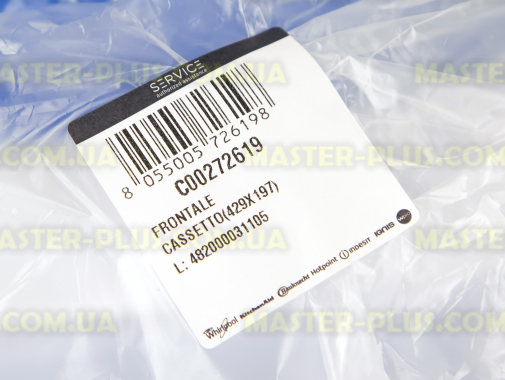 SERVICE
authorized assistance
8 055005 726198
C00272619
FRONTALE
CASSETTO(429X197)
L: 482000031105
Whirlpool KitchenAid Bauknecht Hotpoint indesit IGNIS
MASTER-PLUS.COM.UA